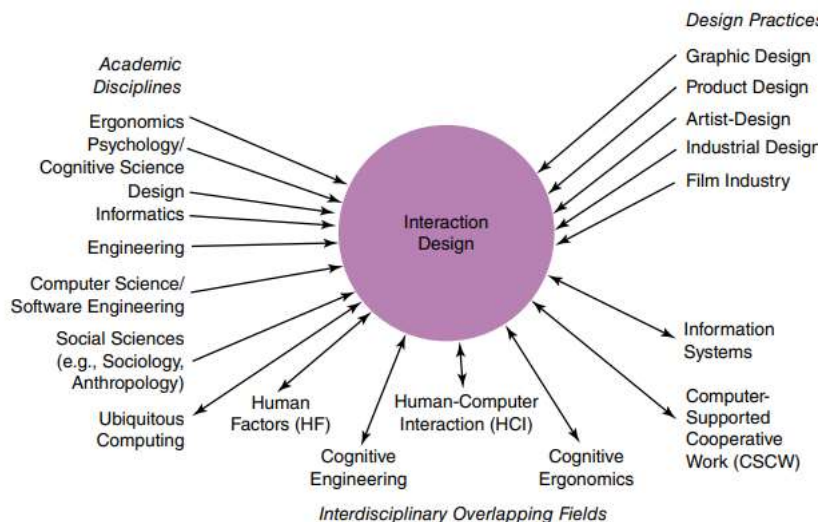 Design Practices
Graphic Design
Product Design
Artist-Design
Industrial Design
Film Industry
Academic
Disciplines
Ergonomics
Psychology/
Cognitive Science
Design
Informatics
Engineering
Computer Science/
Software Engineering
Social Sciences
(e.g., Sociology,
Anthropology)
Ubiquitous
Computing
Interaction
Design
Human
Factors (HF)
Cognitive
Engineering
Human-Computer
Interaction (HCI)
Cognitive
Ergonomics
Information
Systems
Computer-
Supported
Cooperative
Work (CSCW)
Interdisciplinary Overlapping Fields